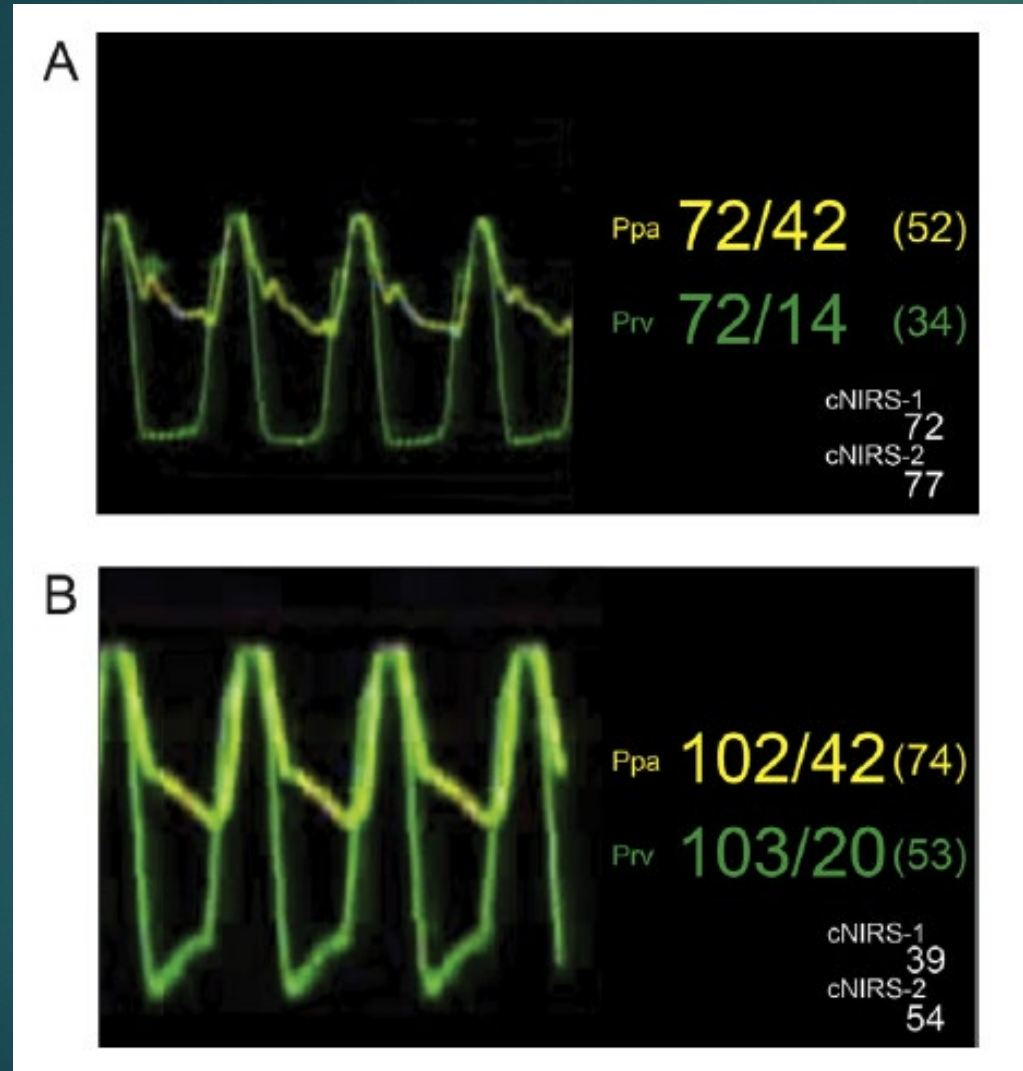 A
Ppa 72/42 (52)
Prv 72/14 (34)
cNIRS-1
72
cNIRS-2
77
B
Ppa 102/42 (74)
Prv 103/20 (53)
cNIRS-1
39
cNIRS-2
54